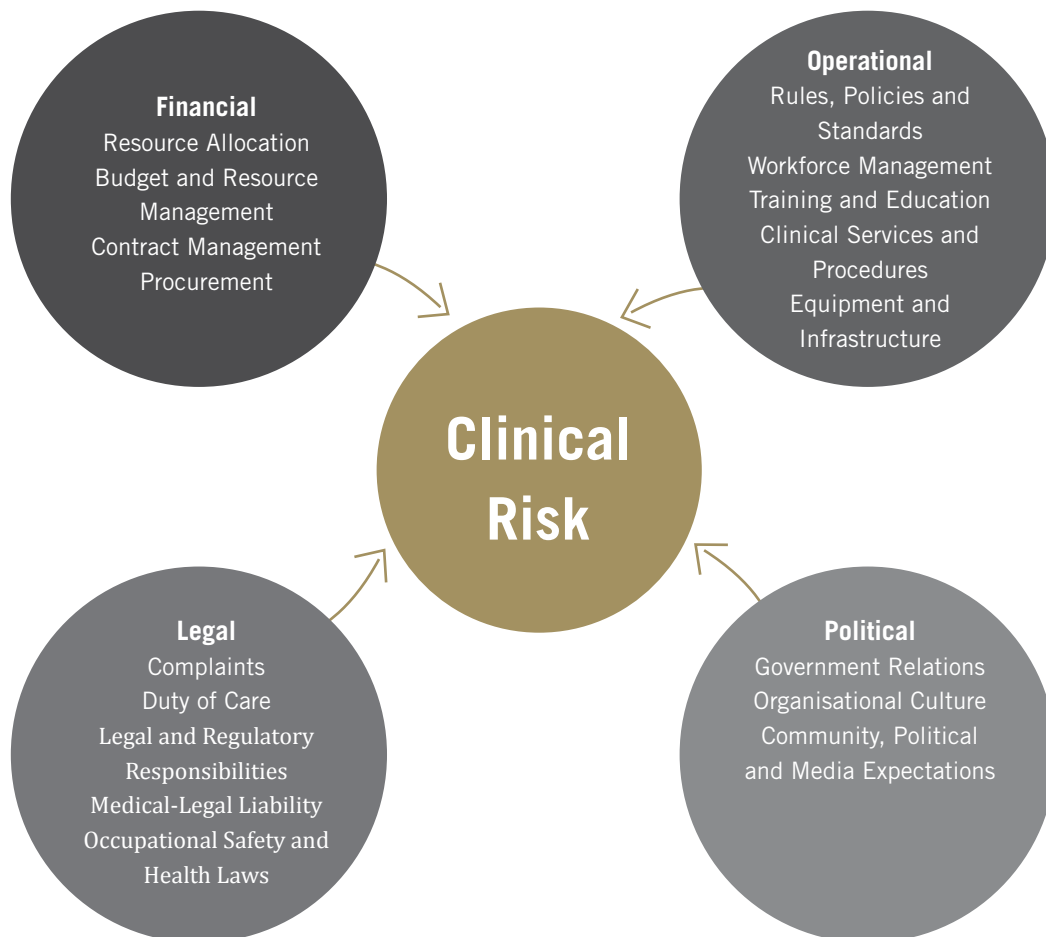 Financial
Resource Allocation
Budget and Resource
Management
Contract Management
Procurement
Operational
Rules, Policies and
Standards
Workforce Management
Training and Education
Clinical Services and
Procedures
Equipment and
Infrastructure
Clinical
Risk
Legal
Complaints
Duty of Care
Legal and Regulatory
Responsibilities
Medical-Legal Liability
Occupational Safety and
Health Laws
Political
Government Relations
Organisational Culture
Community, Political
and Media Expectations